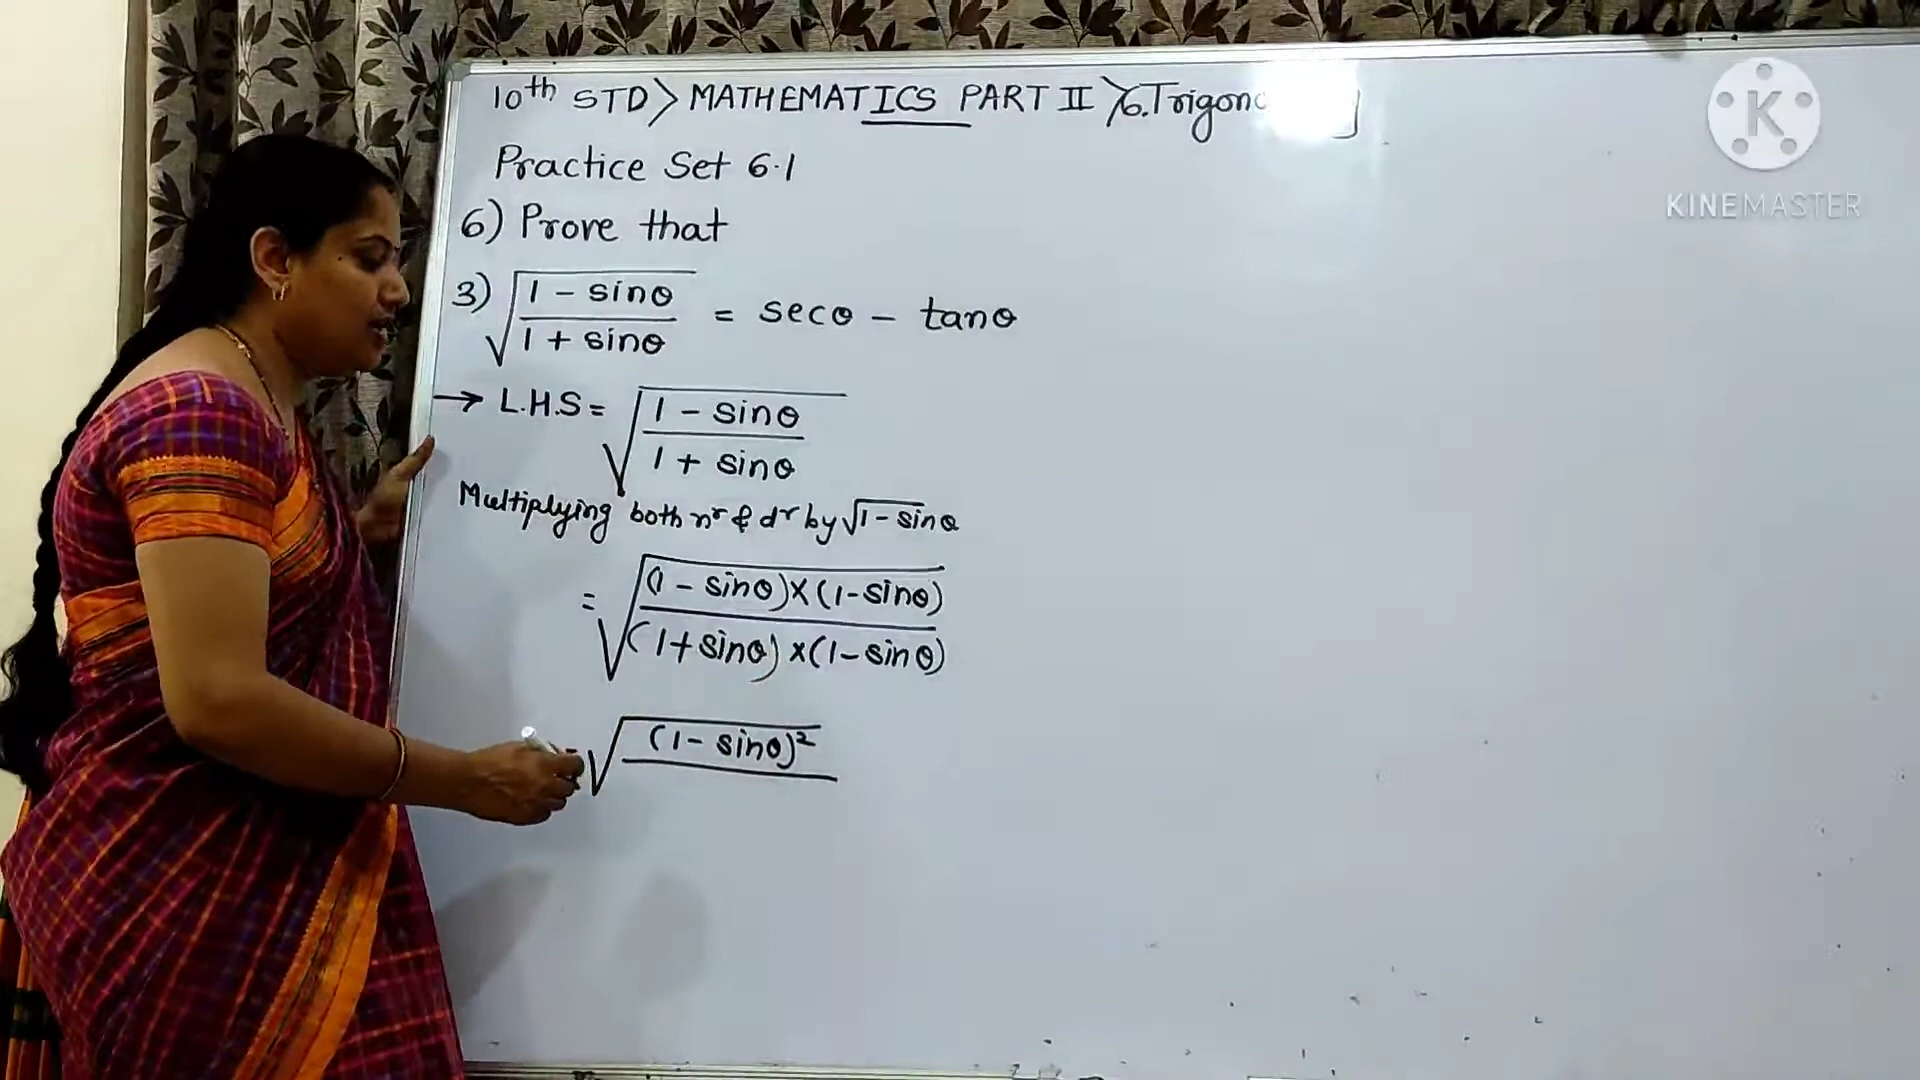 10th STD > MATHEMATICS PART II > 6. Trigono
Practice Set 6.1
6) Prove that
3) √((1 - sinθ)/(1 + sinθ)) = secθ - tanθ
→ L.H.S = √((1 - sinθ)/(1 + sinθ))
Multiplying both nr & dr by √1 - sinθ
= √(((1 - sinθ) × (1 - sinθ))/((1 + sinθ) × (1 - sinθ)))
= √(1 - sinθ)²
K
KINEMASTER